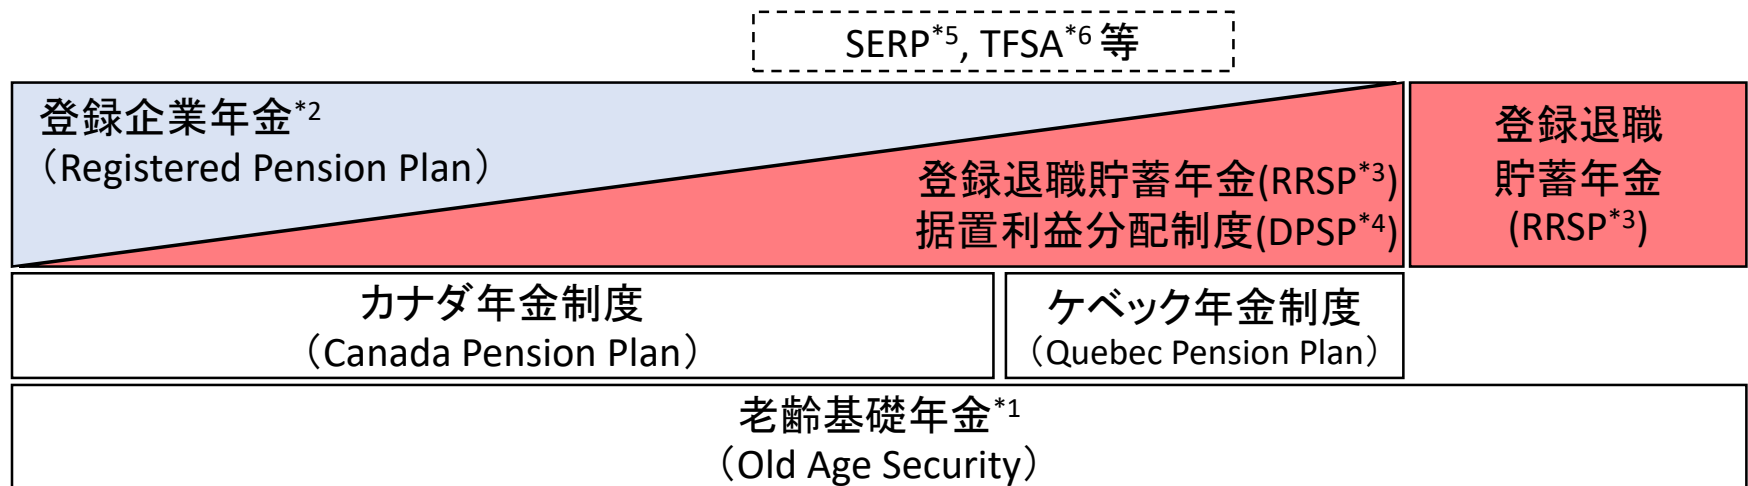 SERP*5, TFSA*6 等
登録企業年金*2
（Registered Pension Plan）
登録退職貯蓄年金(RRSP*3)
据置利益分配制度(DPSP*4)
登録退職
貯蓄年金
(RRSP*3)
カナダ年金制度
（Canada Pension Plan）
ケベック年金制度
（Quebec Pension Plan）
老齢基礎年金*1
（Old Age Security）